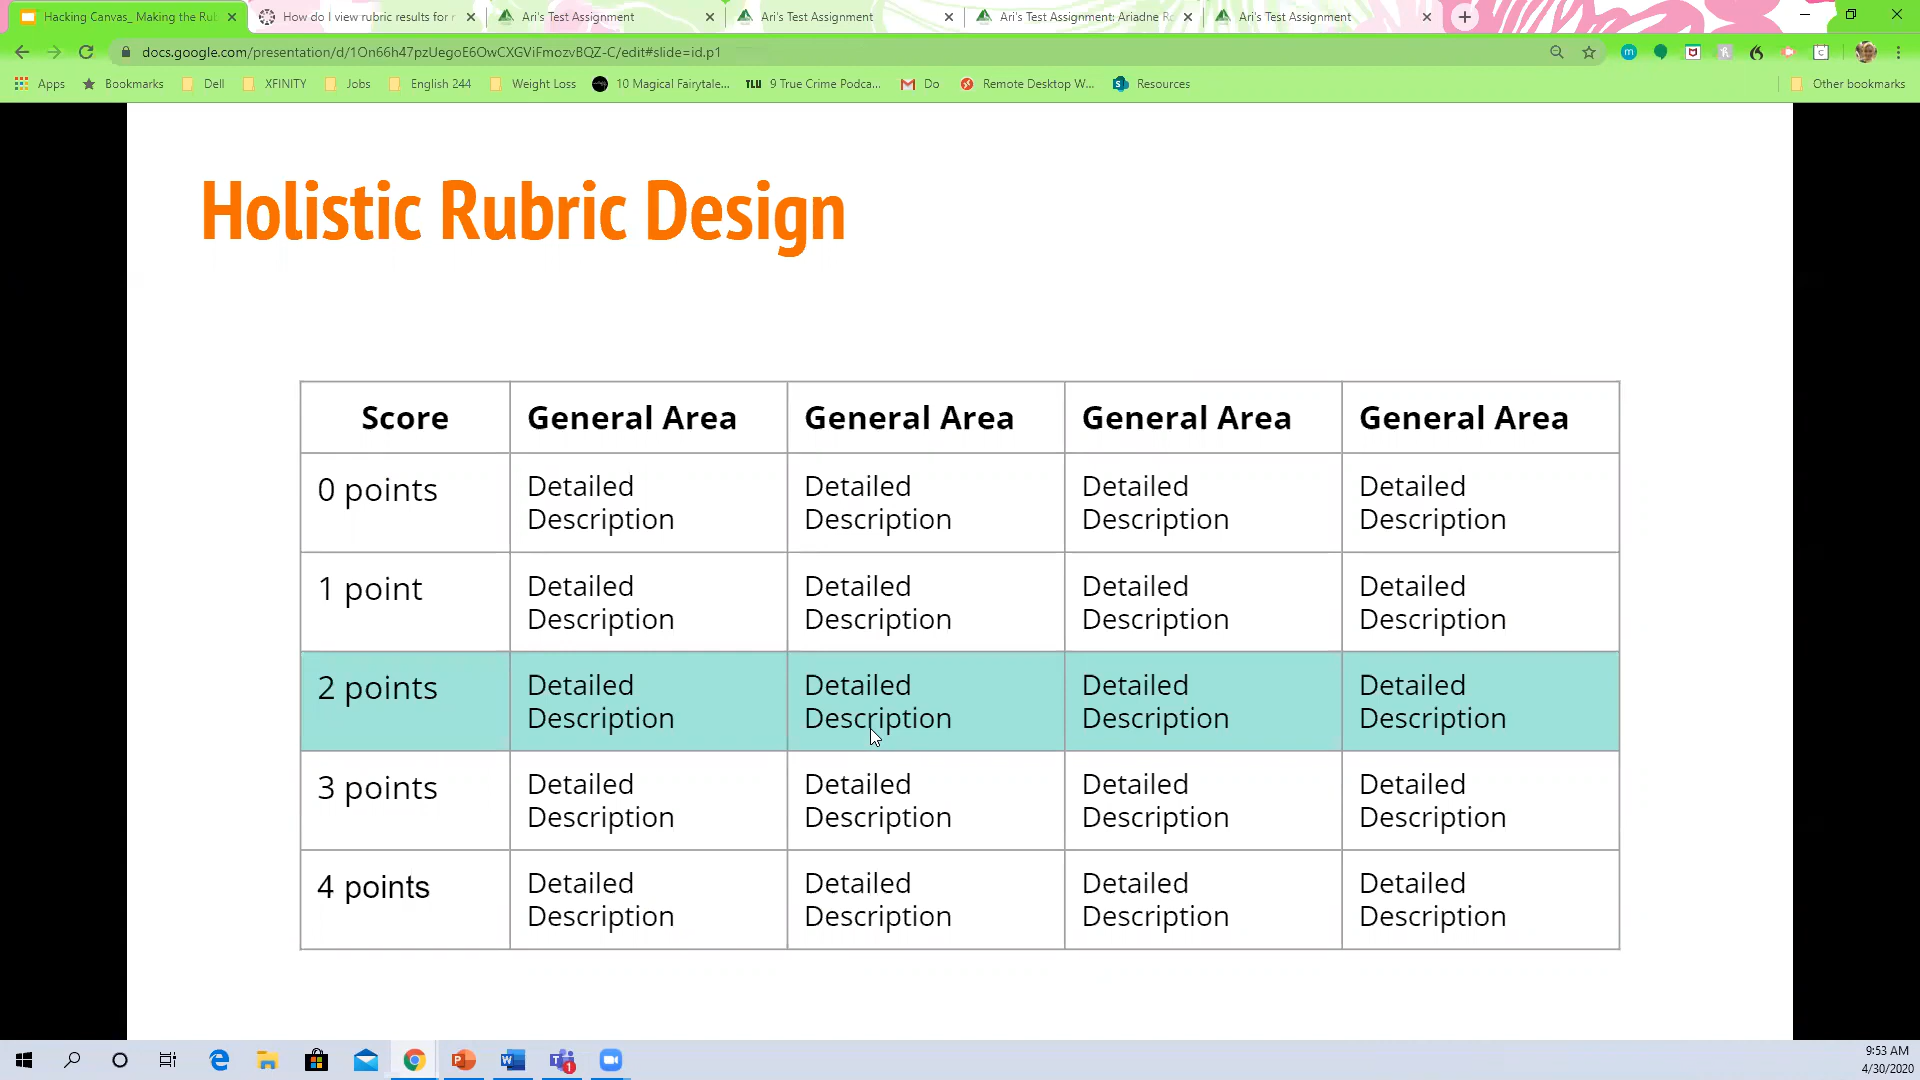 Hacking Canvas_ Making the Rub
How do I view rubric results for r
Ari's Test Assignment
Ari's Test Assignment
Ari's Test Assignment: Ariadne Ro
Ari's Test Assignment
docs.google.com/presentation/d/1On66h47pzUegoE6OwCXGViFmozvBQZ-C/edit#slide=id.p1
Apps Bookmarks Dell XFINITY Jobs English 244 Weight Loss 10 Magical Fairytale... TLU 9 True Crime Podca... Do Remote Desktop W... Resources Other bookmarks
Holistic Rubric Design
Score General Area General Area General Area General Area
0 points Detailed Detailed Detailed Detailed
Description Description Description Description
1 point Detailed Detailed Detailed Detailed
Description Description Description Description
2 points Detailed Detailed Detailed Detailed
Description Description Description Description
3 points Detailed Detailed Detailed Detailed
Description Description Description Description
4 points Detailed Detailed Detailed Detailed
Description Description Description Description
9:53 AM
4/30/2020